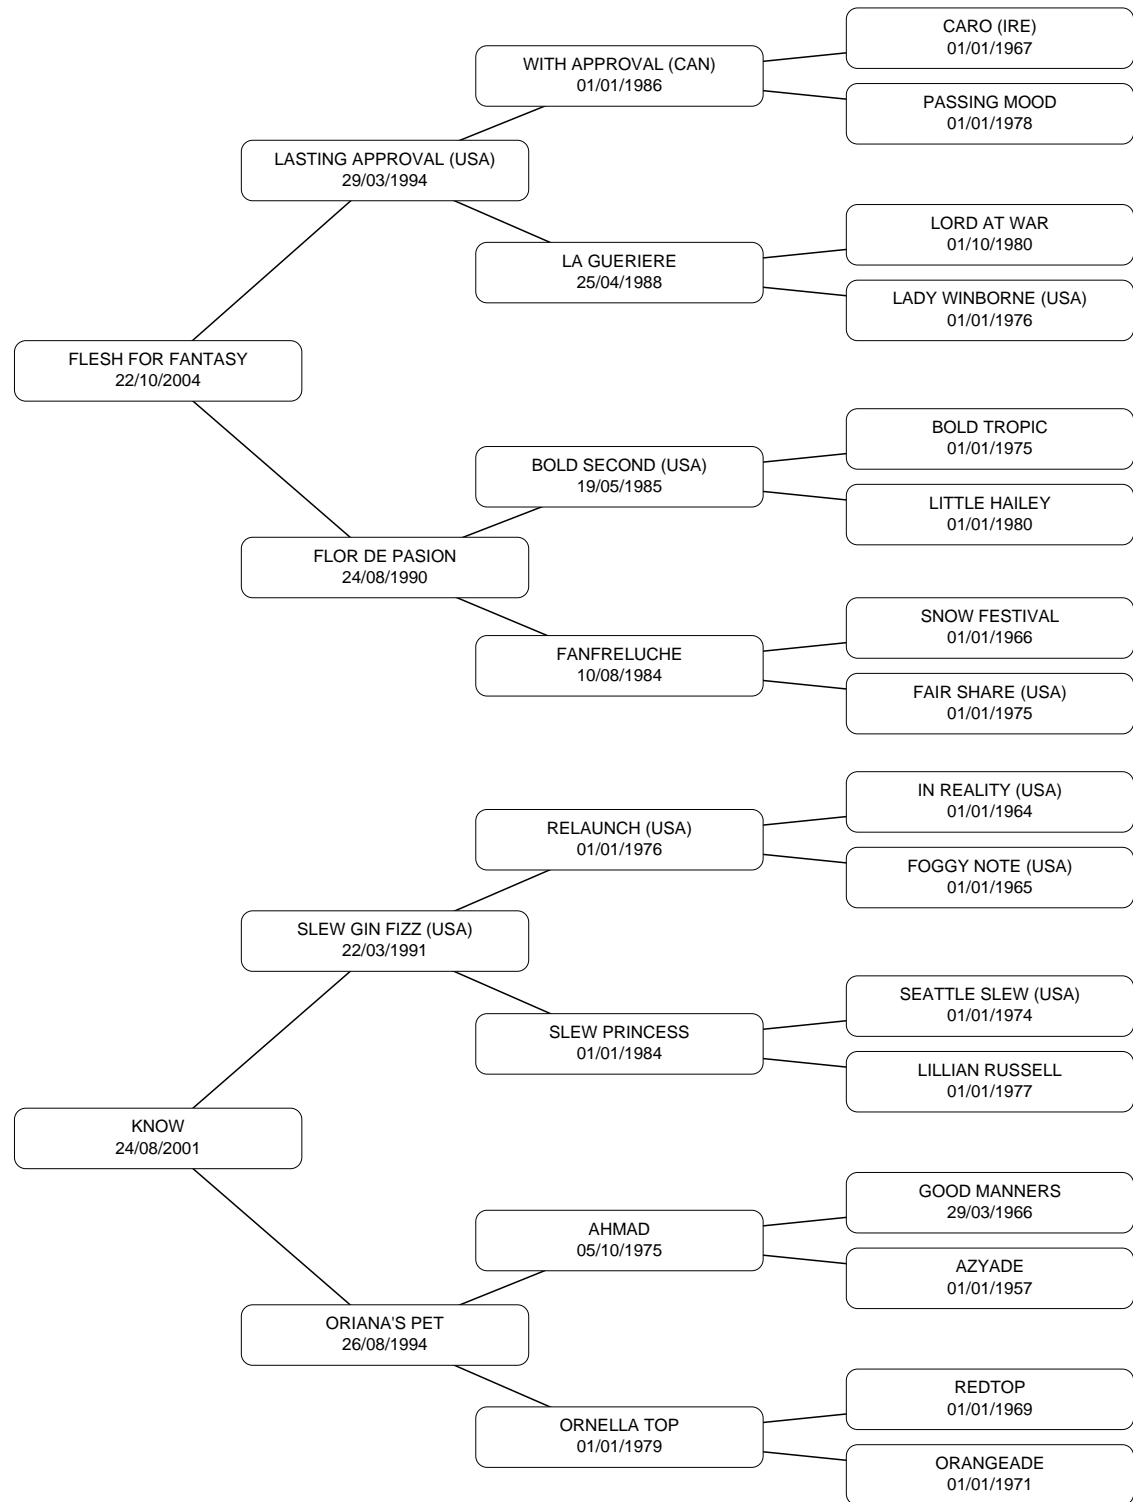 CARO (IRE)
01/01/1967
WITH APPROVAL (CAN)
01/01/1986
PASSING MOOD
01/01/1978
LASTING APPROVAL (USA)
29/03/1994
LORD AT WAR
01/10/1980
LA GUERIERE
25/04/1988
LADY WINBORNE (USA)
01/01/1976
FLESH FOR FANTASY
22/10/2004
BOLD TROPIC
01/01/1975
BOLD SECOND (USA)
19/05/1985
LITTLE HAILEY
01/01/1980
FLOR DE PASION
24/08/1990
SNOW FESTIVAL
01/01/1966
FANFRELUCHE
10/08/1984
FAIR SHARE (USA)
01/01/1975
IN REALITY (USA)
01/01/1964
RELAUNCH (USA)
01/01/1976
FOGGY NOTE (USA)
01/01/1965
SLEW GIN FIZZ (USA)
22/03/1991
SEATTLE SLEW (USA)
01/01/1974
SLEW PRINCESS
01/01/1984
LILLIAN RUSSELL
01/01/1977
KNOW
24/08/2001
GOOD MANNERS
29/03/1966
AHMAD
05/10/1975
AZYADE
01/01/1957
ORIANA'S PET
26/08/1994
REDTOP
01/01/1969
ORNELLA TOP
01/01/1979
ORANGEADE
01/01/1971